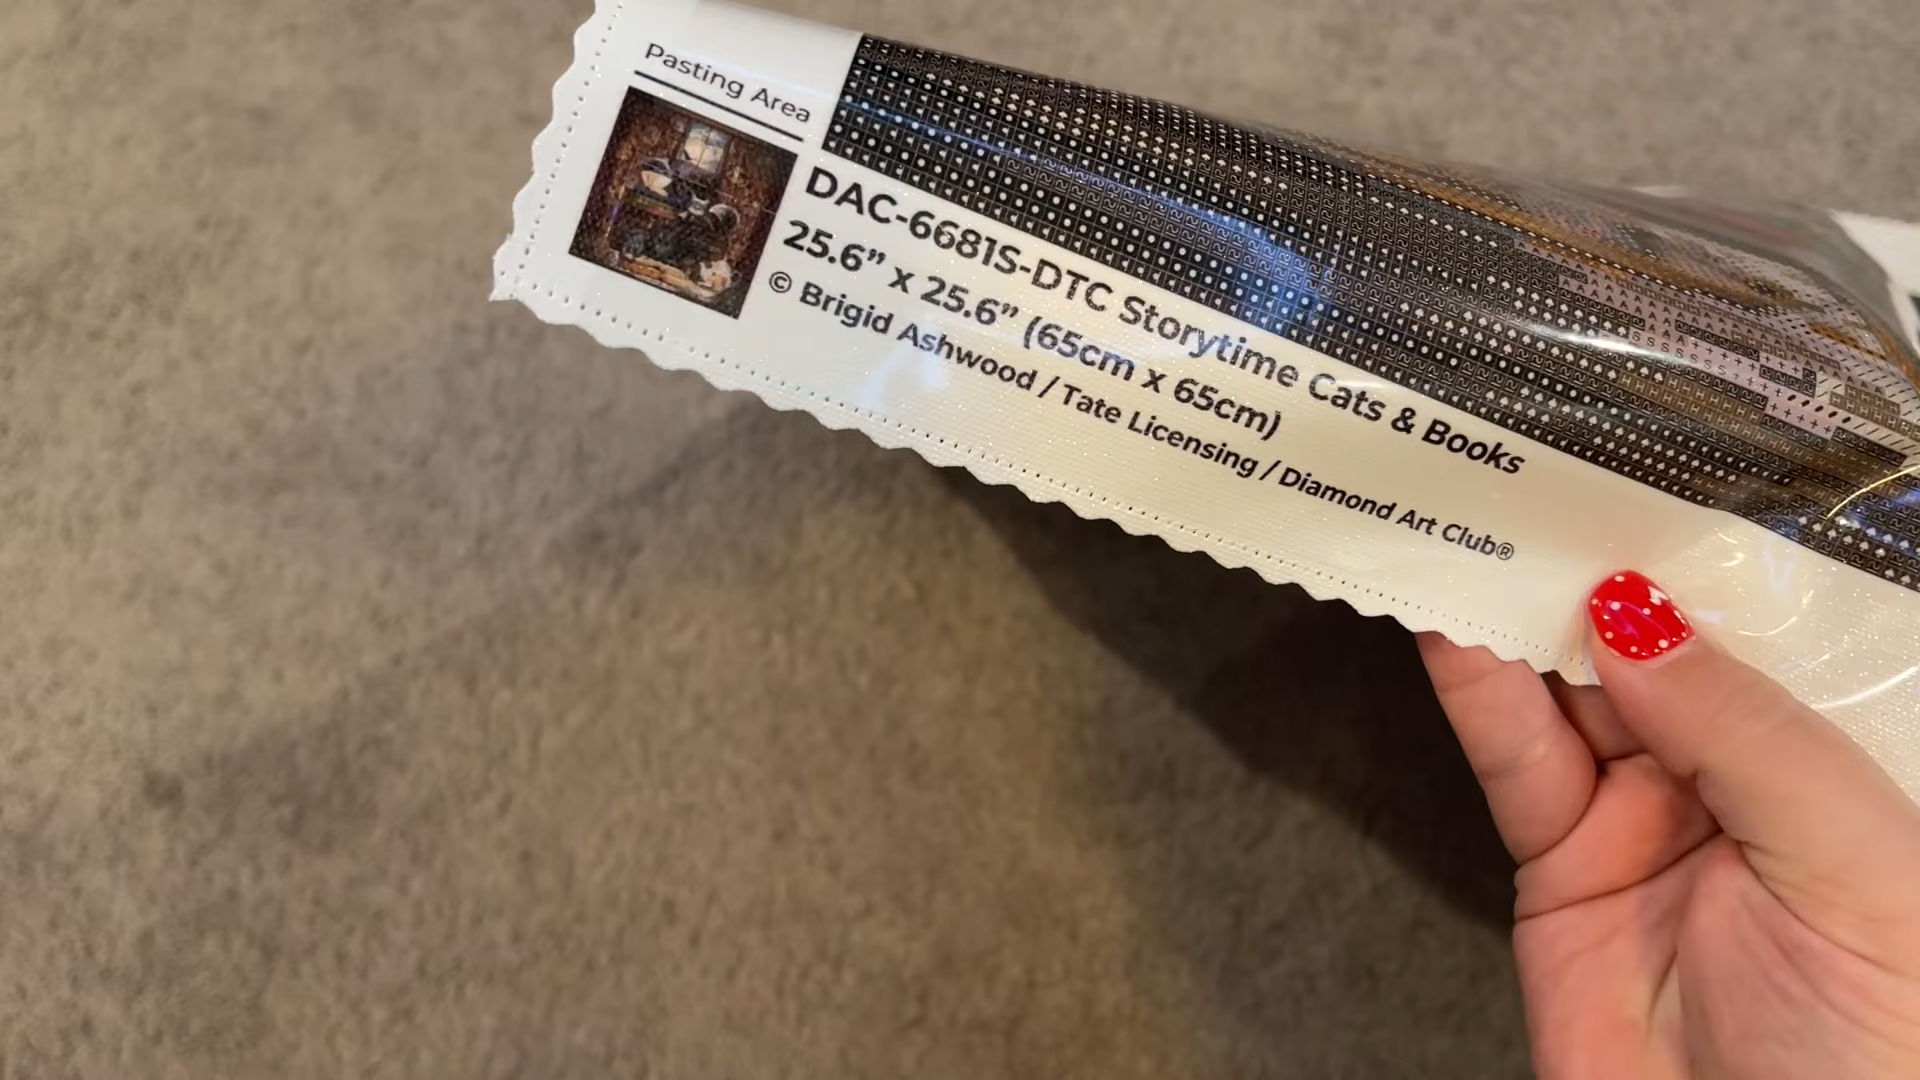 Pasting Area
DAC-6681S-DTC Storytime Cats & Books
25.6” x 25.6” (65cm x 65cm)
© Brigid Ashwood / Tate Licensing / Diamond Art Club®